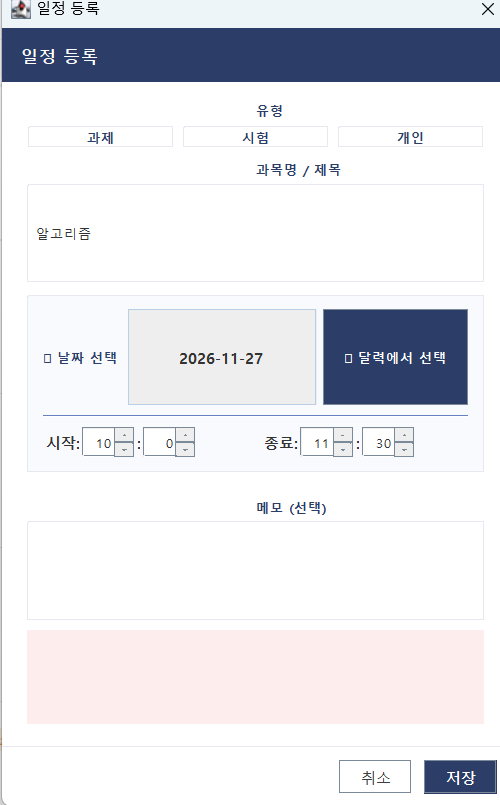 일정 등록
일정 등록
유형
과제 시험 개인
과목명 / 제목
알고리즘
날짜 선택 2026-11-27 달력에서 선택
시작: 10 : 0 종료: 11 : 30
메모 (선택)
취소 저장